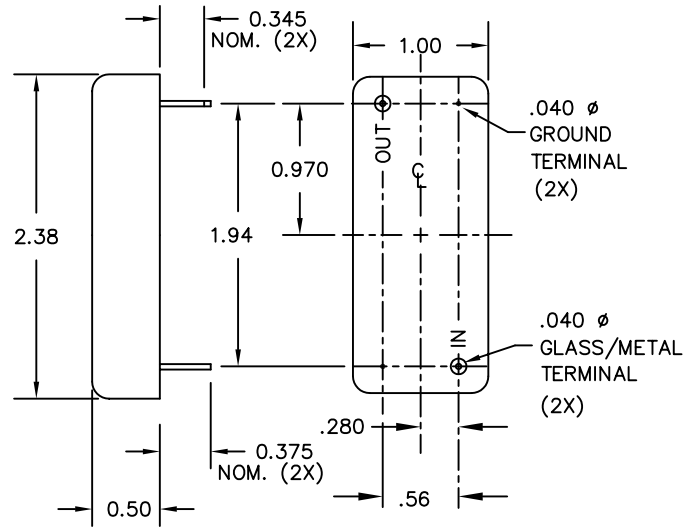 0.345
NOM. (2X)
1.00
.040 ø
GROUND
TERMINAL
(2X)
OUT
CL
0.970
2.38
1.94
IN
.040 ø
GLASS/METAL
TERMINAL
(2X)
.280
0.375
NOM. (2X)
0.50
.56